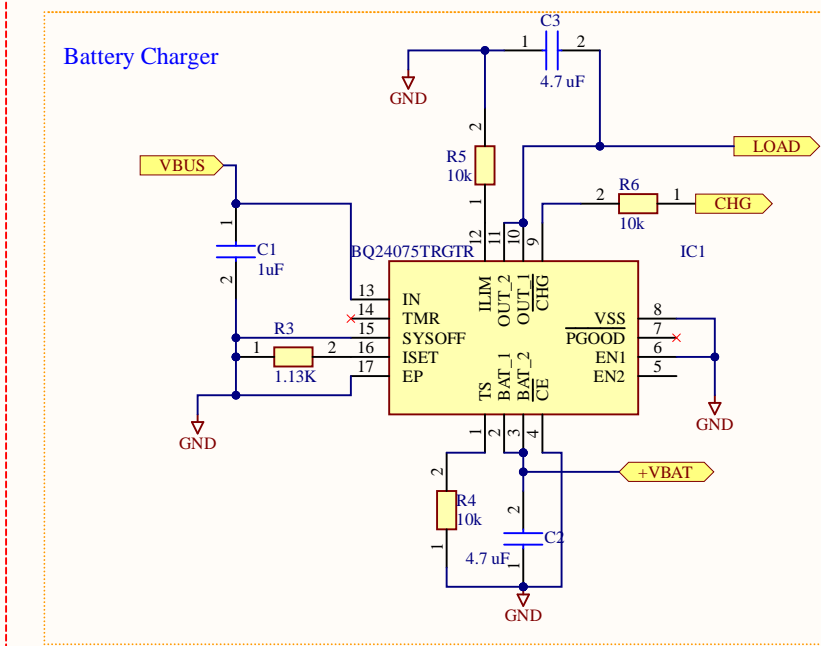 Battery Charger
C3
1
2
4.7 uF
GND
2
R5
10k
1
LOAD
VBUS
R6
2
1
CHG
10k
1
C1
1uF
2
12
11
10
9
BQ24075TRGTR
IC1
ILIM
OUT_2
OUT_1
CHG
13
IN
14
TMR
15
SYSOFF
16
ISET
17
EP
VSS
8
PGOOD
7
EN1
6
EN2
5
R3
1
2
1.13K
GND
GND
TS
BAT_1
BAT_2
CE
1
2
3
4
+VBAT
2
R4
10k
1
2
C2
4.7 uF
1
GND